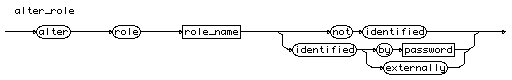 alter_role
alter role role_name not identified
identified by password
externally